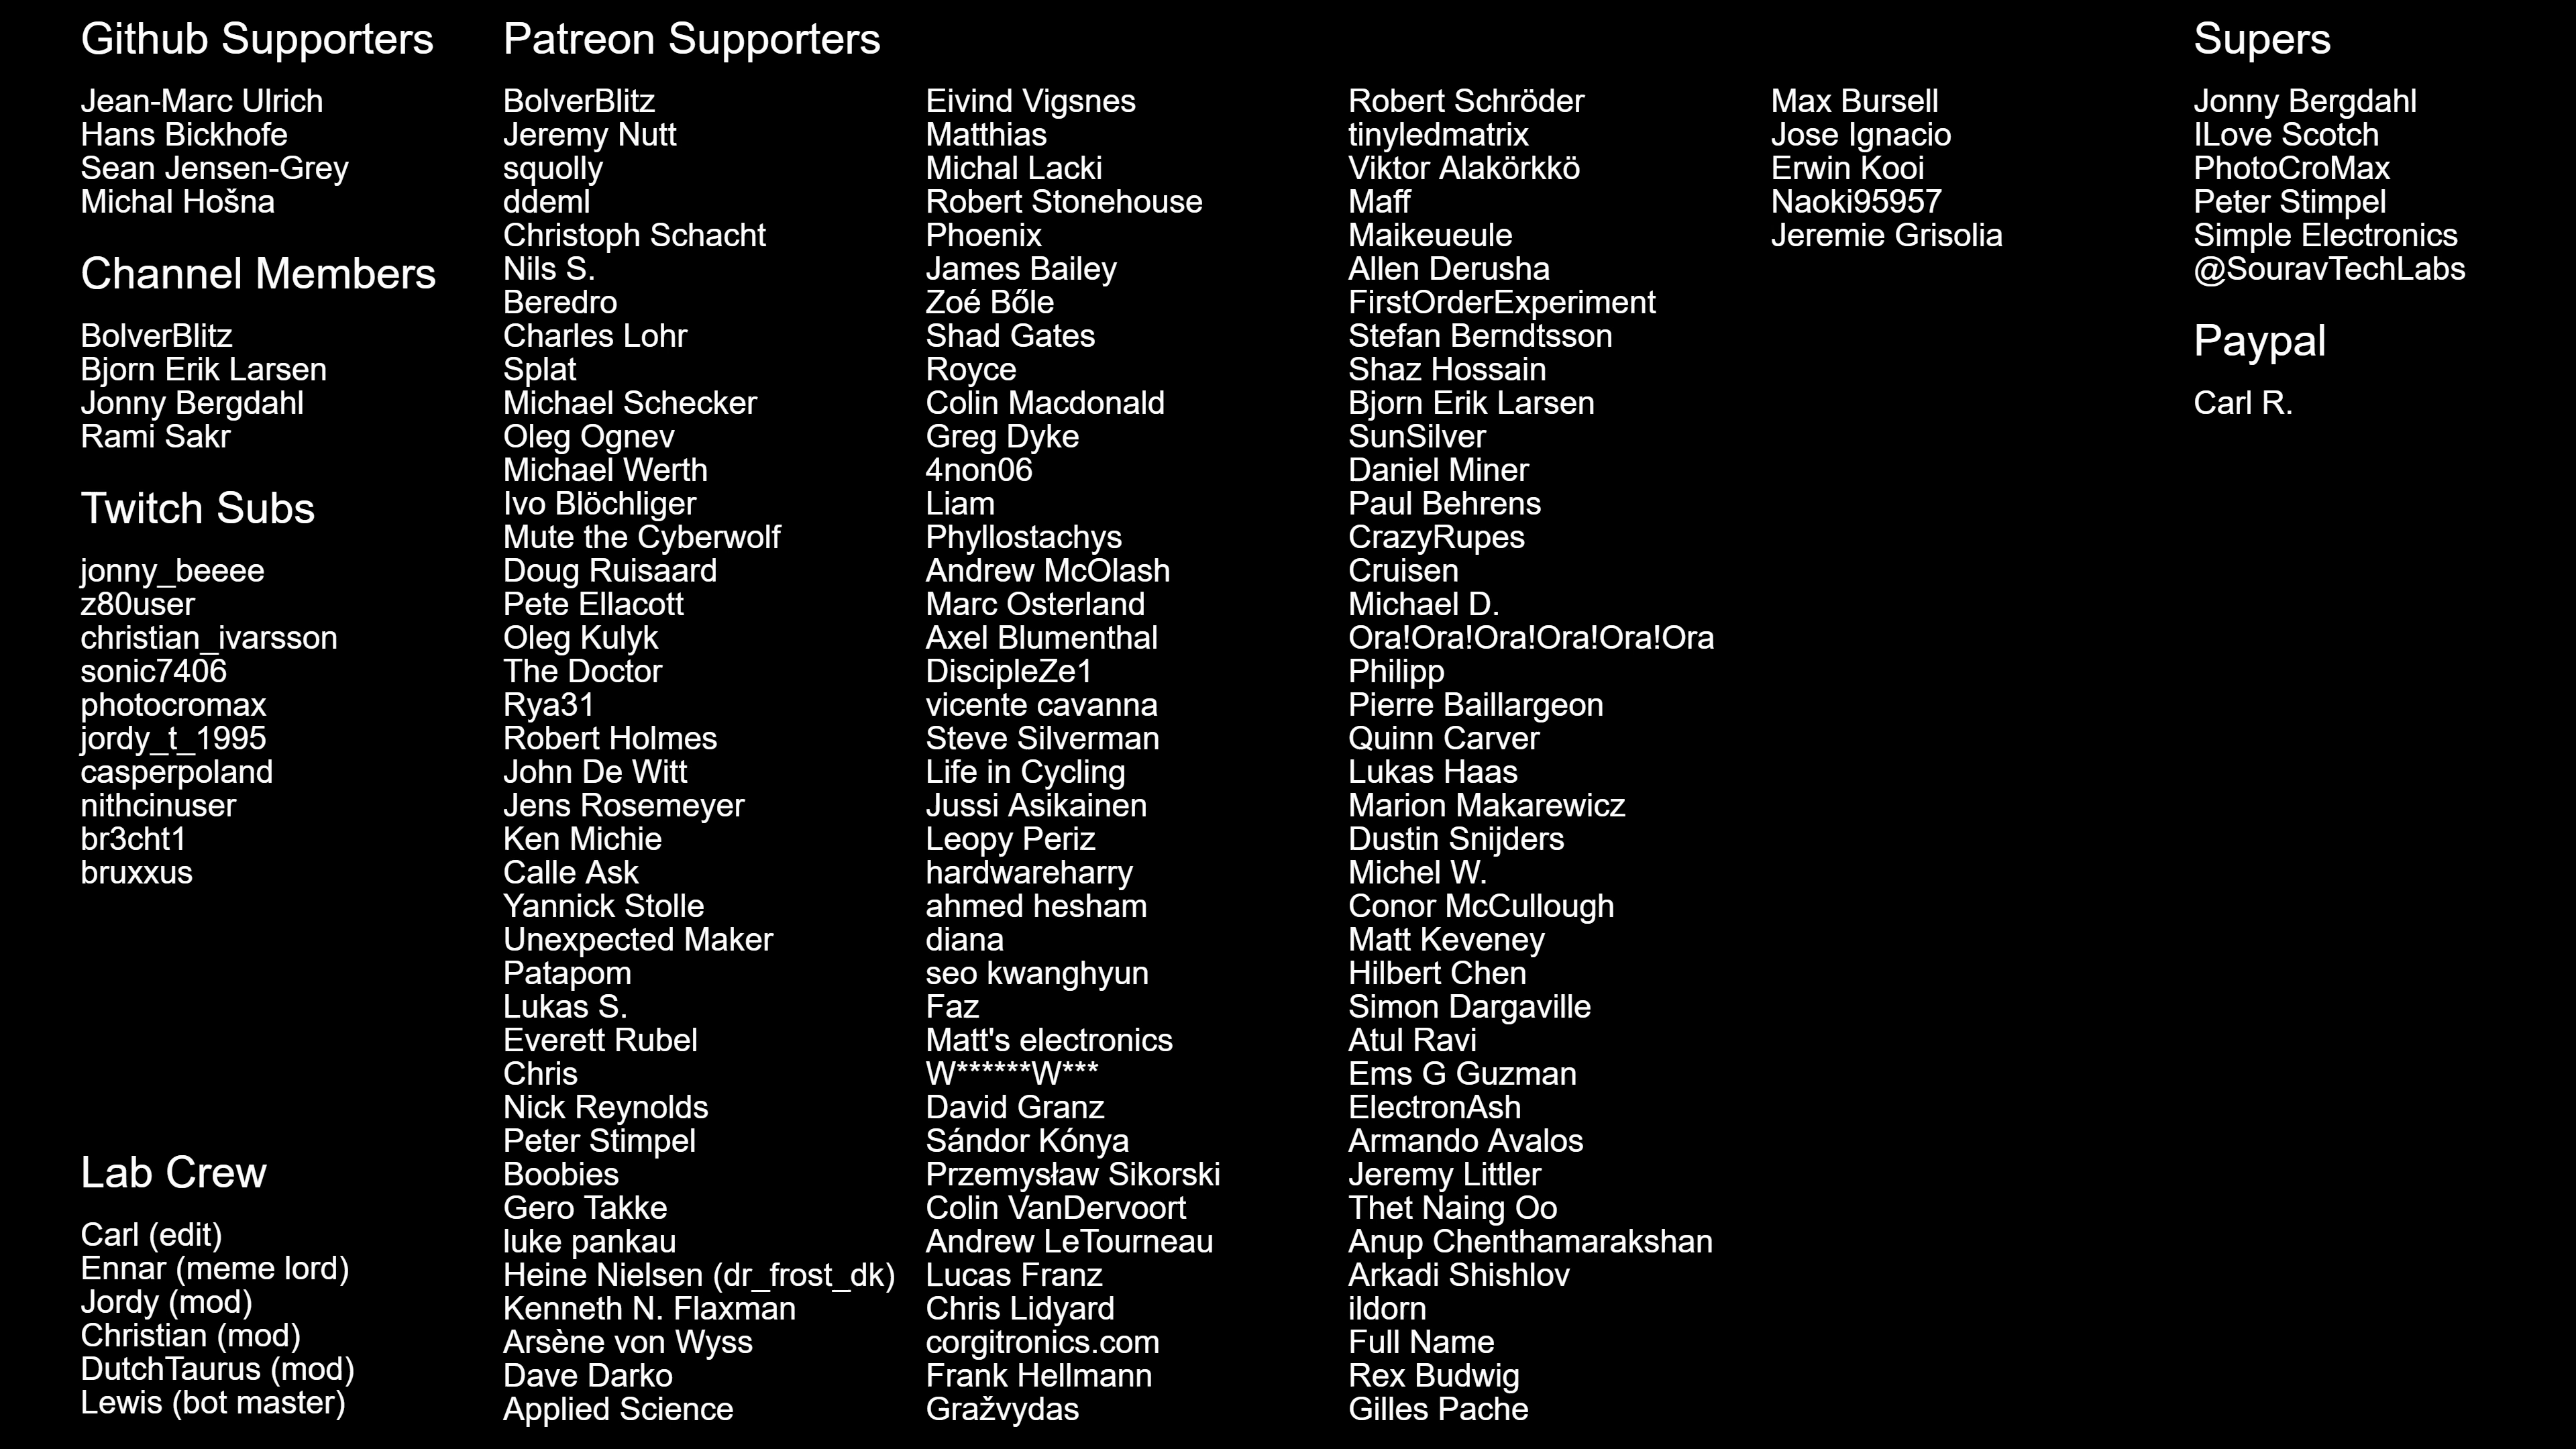 Github Supporters
Jean-Marc Ulrich
Hans Bickhofe
Sean Jensen-Grey
Michal Hošna
Channel Members
BolverBlitz
Bjorn Erik Larsen
Jonny Bergdahl
Rami Sakr
Twitch Subs
jonny_beeee
z80user
christian_ivarsson
sonic7406
photocromax
jordy_t_1995
casperpoland
nithcinuser
br3cht1
bruxxus
Lab Crew
Carl (edit)
Ennar (meme lord)
Jordy (mod)
Christian (mod)
DutchTaurus (mod)
Lewis (bot master)
Patreon Supporters
BolverBlitz
Jeremy Nutt
squolly
ddeml
Christoph Schacht
Nils S.
Beredro
Charles Lohr
Splat
Michael Schecker
Oleg Ognev
Michael Werth
Ivo Blöchliger
Mute the Cyberwolf
Doug Ruisaard
Pete Ellacott
Oleg Kulyk
The Doctor
Rya31
Robert Holmes
John De Witt
Jens Rosemeyer
Ken Michie
Calle Ask
Yannick Stolle
Unexpected Maker
Patapom
Lukas S.
Everett Rubel
Chris
Nick Reynolds
Peter Stimpel
Boobies
Gero Takke
luke pankau
Heine Nielsen (dr_frost_dk)
Kenneth N. Flaxman
Arsène von Wyss
Dave Darko
Applied Science
Eivind Vigsnes
Matthias
Michal Lacki
Robert Stonehouse
Phoenix
James Bailey
Zoé Bőle
Shad Gates
Royce
Colin Macdonald
Greg Dyke
4non06
Liam
Phyllostachys
Andrew McOlash
Marc Osterland
Axel Blumenthal
DiscipleZe1
vicente cavanna
Steve Silverman
Life in Cycling
Jussi Asikainen
Leopy Periz
hardwareharry
ahmed hesham
diana
seo kwanghyun
Faz
Matt's electronics
W******W***
David Granz
Sándor Kónya
Przemysław Sikorski
Colin VanDervoort
Andrew LeTourneau
Lucas Franz
Chris Lidyard
corgitronics.com
Frank Hellmann
Gražvydas
Robert Schröder
tinyledmatrix
Viktor Alakörkkö
Maff
Maikeueule
Allen Derusha
FirstOrderExperiment
Stefan Berndtsson
Shaz Hossain
Bjorn Erik Larsen
SunSilver
Daniel Miner
Paul Behrens
CrazyRupes
Cruisen
Michael D.
Ora!Ora!Ora!Ora!Ora!Ora
Philipp
Pierre Baillargeon
Quinn Carver
Lukas Haas
Marion Makarewicz
Dustin Snijders
Michel W.
Conor McCullough
Matt Keveney
Hilbert Chen
Simon Dargaville
Atul Ravi
Ems G Guzman
ElectronAsh
Armando Avalos
Jeremy Littler
Thet Naing Oo
Anup Chenthamarakshan
Arkadi Shishlov
ildorn
Full Name
Rex Budwig
Gilles Pache
Max Bursell
Jose Ignacio
Erwin Kooi
Naoki95957
Jeremie Grisolia
Supers
Jonny Bergdahl
ILove Scotch
PhotoCroMax
Peter Stimpel
Simple Electronics
@SouravTechLabs
Paypal
Carl R.